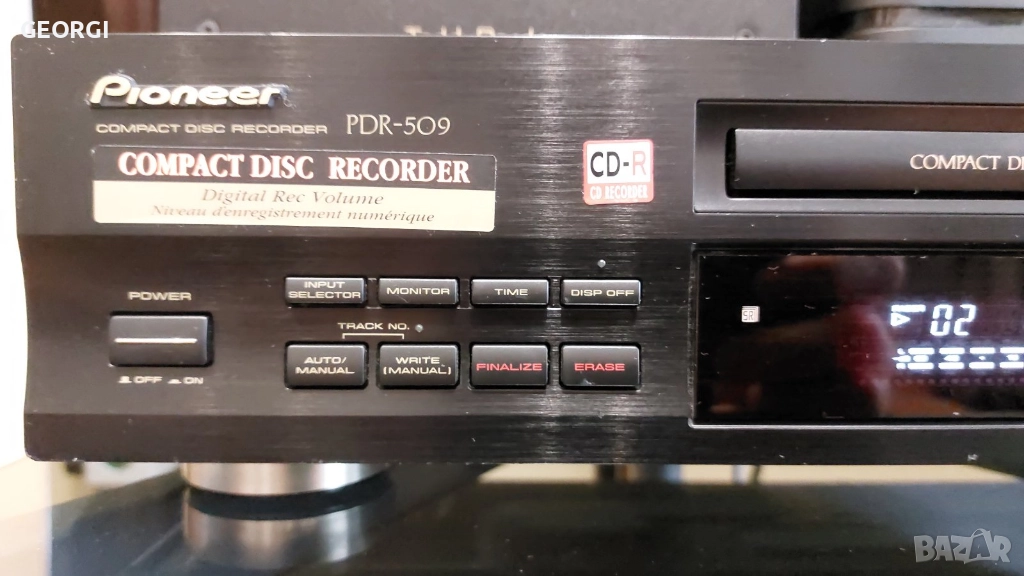 GEORGI
Pioneer
COMPACT DISC RECORDER PDR-509
COMPACT DISC RECORDER
Digital Rec Volume
Niveau d'enregistrement numérique
CD-R
CD RECORDER
COMPACT DI
POWER
OFF ON
INPUT
SELECTOR
MONITOR
TIME
DISP OFF
TRACK NO.
AUTO/
MANUAL
WRITE
(MANUAL)
FINALIZE
ERASE
SR
02
BAZAR